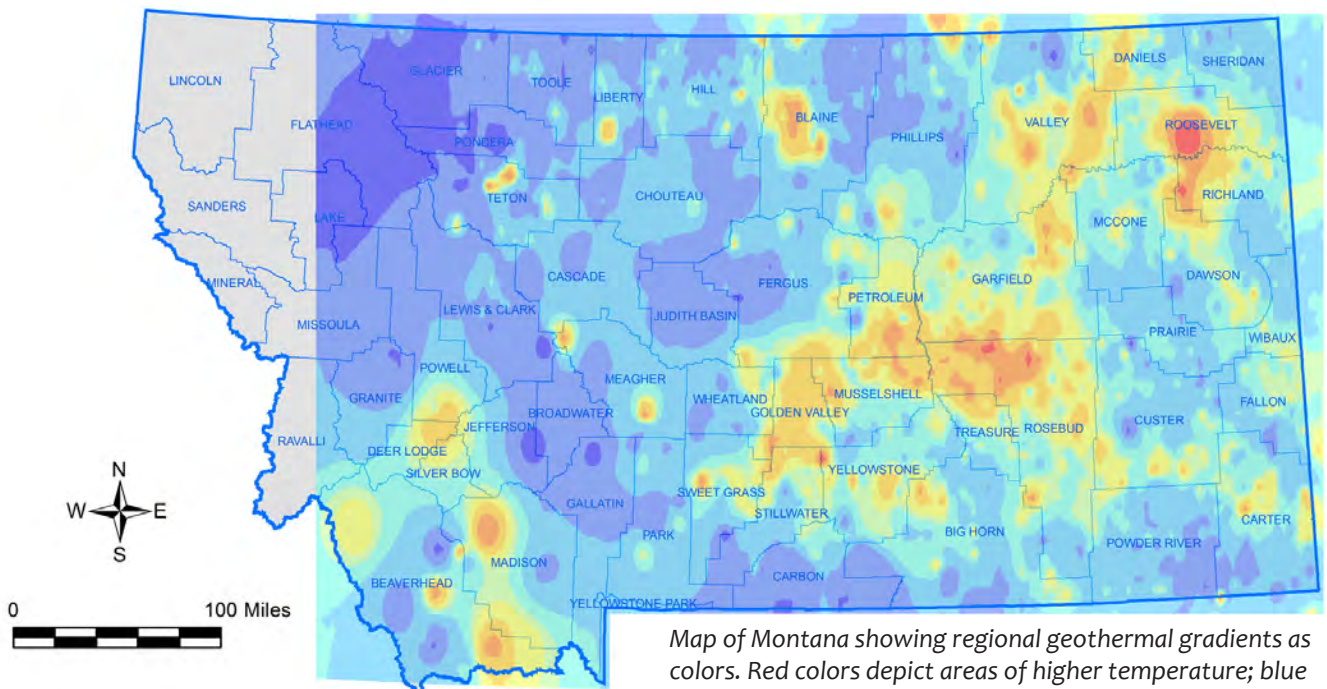 LINCOLN
FLATHEAD
GLACIER
TOOLE
LIBERTY
HILL
BLAINE
PHILLIPS
VALLEY
DANIELS
SHERIDAN
ROOSEVELT
RICHLAND
PONDERA
TETON
CHOUTEAU
SANDERS
LAKE
MCCONE
DAWSON
MINERAL
MISSOULA
LEWIS & CLARK
CASCADE
JUDITH BASIN
FERGUS
PETROLEUM
GARFIELD
PRAIRIE
WIBAUX
POWELL
GRANITE
MEAGHER
WHEATLAND
GOLDEN VALLEY
MUSSELSHELL
TREASURE
ROSEBUD
CUSTER
FALLON
RAVALLI
DEER LODGE
JEFFERSON
BROADWATER
SILVER BOW
GALLATIN
PARK
SWEET GRASS
STILLWATER
YELLOWSTONE
BIG HORN
POWDER RIVER
CARTER
MADISON
BEAVERHEAD
CARBON
YELLOWSTONE PARK
N
W
E
S
0
100 Miles
Map of Montana showing regional geothermal gradients as
colors. Red colors depict areas of higher temperature; blue